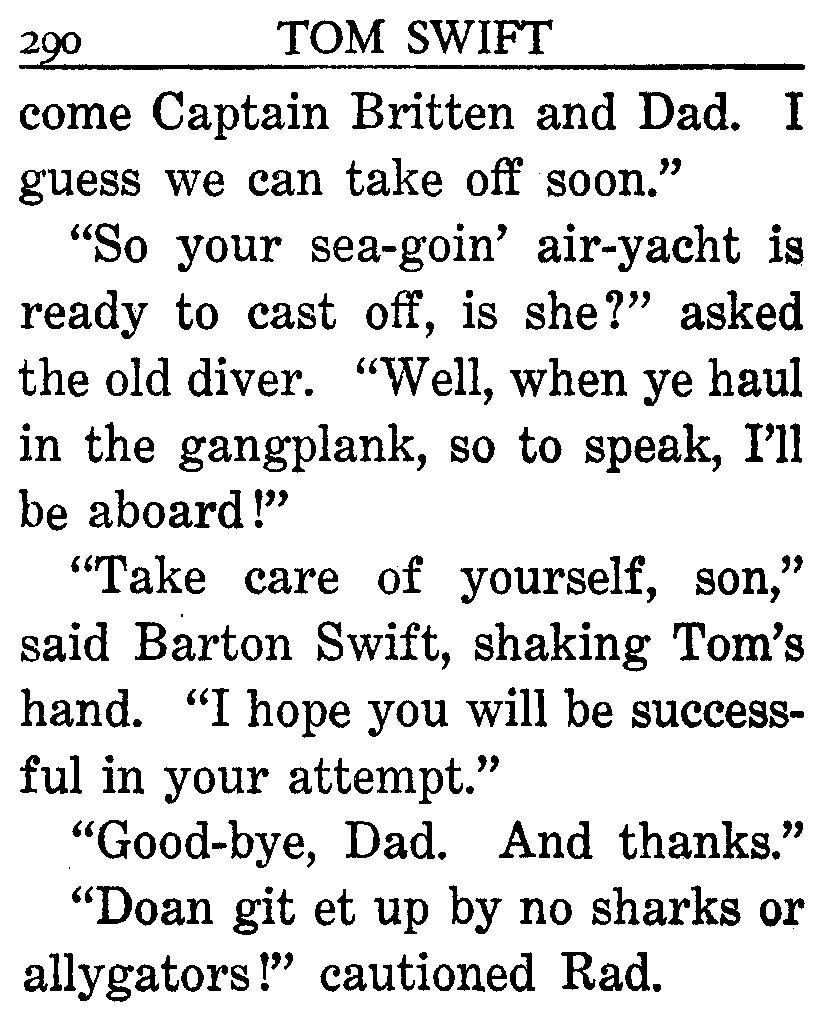 290 TOM SWIFT
come Captain Britten and Dad. I
guess we can take off soon.”
“So your sea-goin’ air-yacht is
ready to cast off, is she?” asked
the old diver. “Well, when ye haul
in the gangplank, so to speak, I’ll
be aboard!”
“Take care of yourself, son,”
said Barton Swift, shaking Tom’s
hand. “I hope you will be success-
ful in your attempt.”
“Good-bye, Dad. And thanks.”
“Doan git et up by no sharks or
allygators!” cautioned Rad.